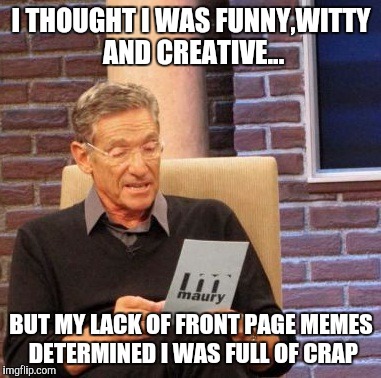 I THOUGHT I WAS FUNNY,WITTY
AND CREATIVE...
maury
BUT MY LACK OF FRONT PAGE MEMES
DETERMINED I WAS FULL OF CRAP
imgflip.com